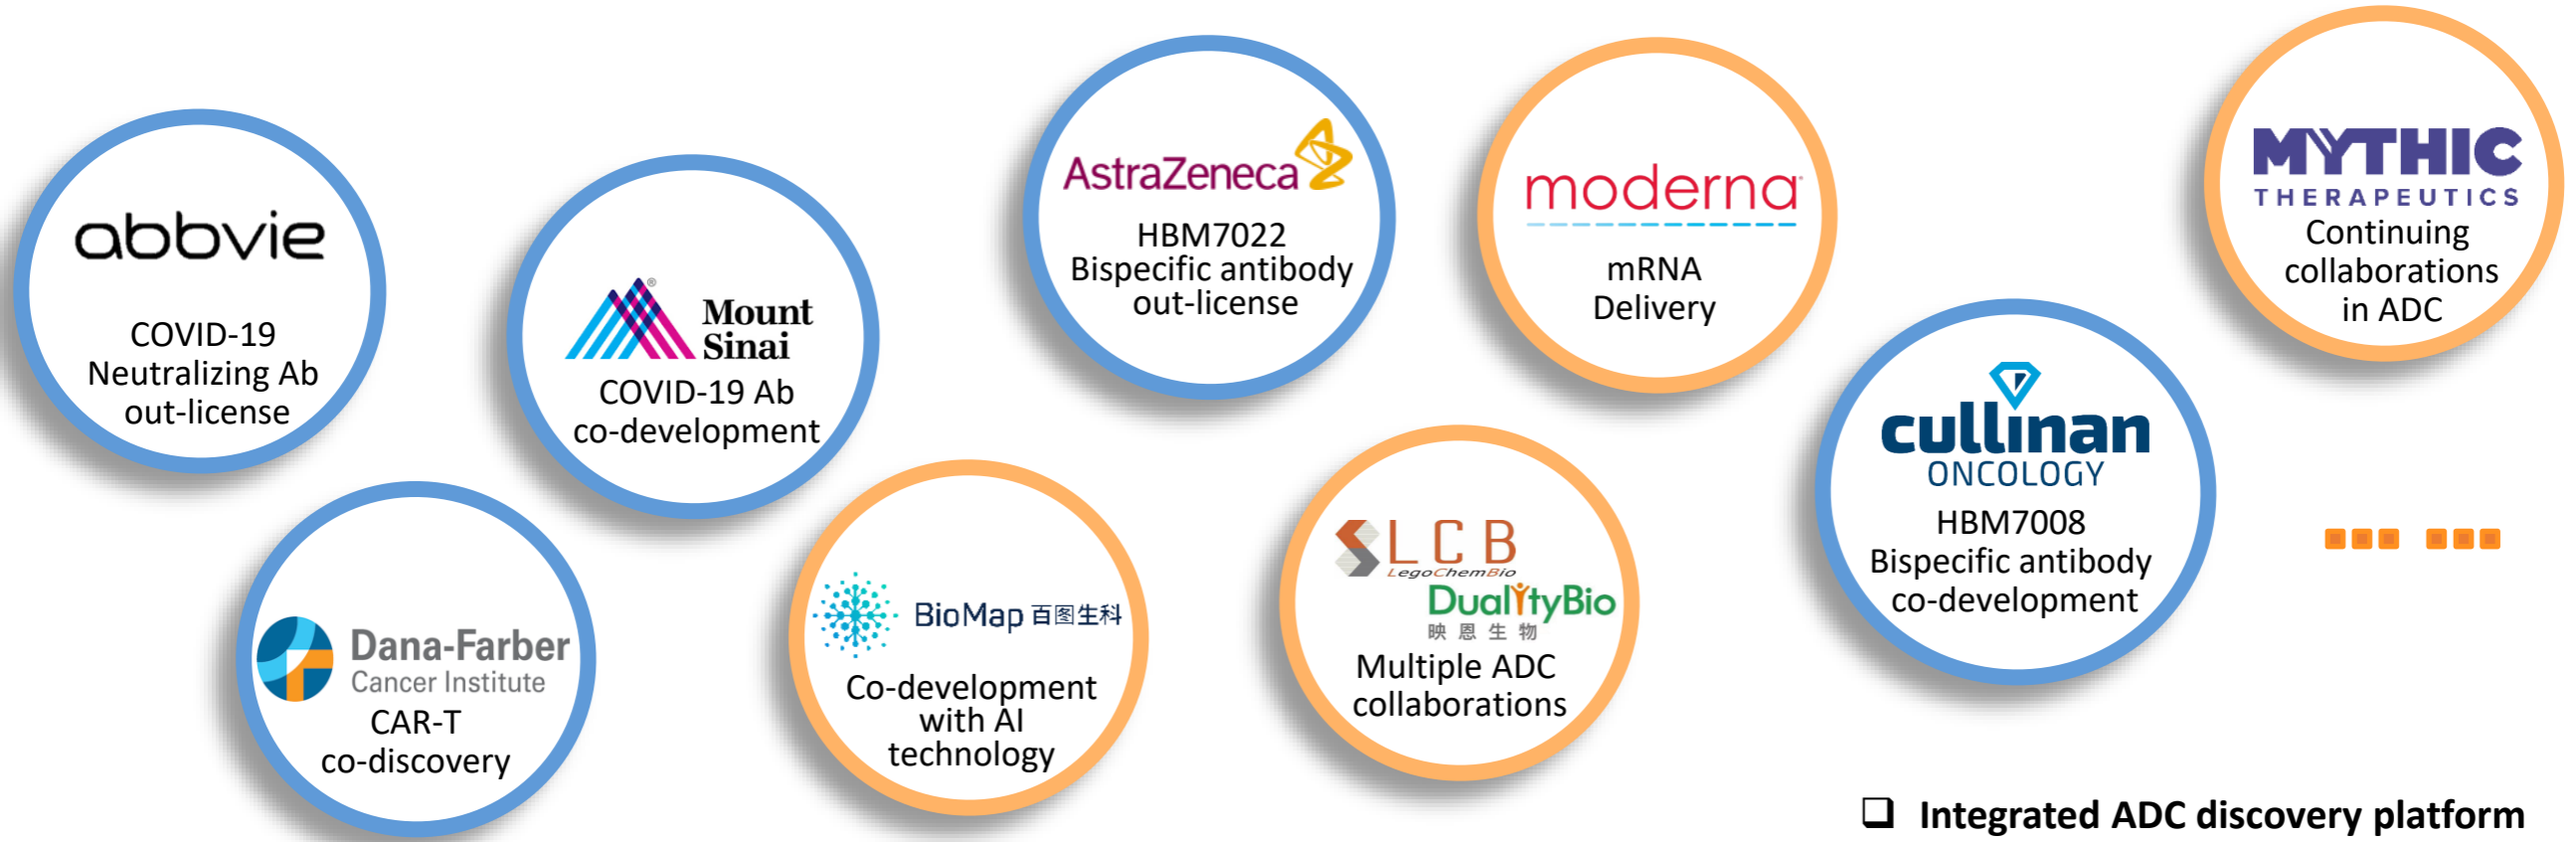 abbvie
COVID-19
Neutralizing Ab
out-license
Dana-Farber
Cancer Institute
CAR-T
co-discovery
Mount
Sinai
®
COVID-19 Ab
co-development
BioMap 百图生科
Co-development
with AI
technology
AstraZeneca
HBM7022
Bispecific antibody
out-license
LCB
LegoChemBio
DualityBio
映恩生物
Multiple ADC
collaborations
moderna
mRNA
Delivery
cullinan
ONCOLOGY
HBM7008
Bispecific antibody
co-development
MYTHIC
THERAPEUTICS
Continuing
collaborations
in ADC
Integrated ADC discovery platform